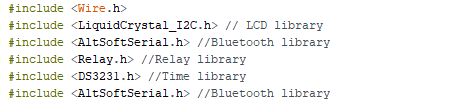 #include <Wire.h>
#include <LiquidCrystal_I2C.h> // LCD library
#include <AltSoftSerial.h> //Bluetooth library
#include <Relay.h> //Relay library
#include <DS3231.h> //Time library
#include <AltSoftSerial.h> //Bluetooth library